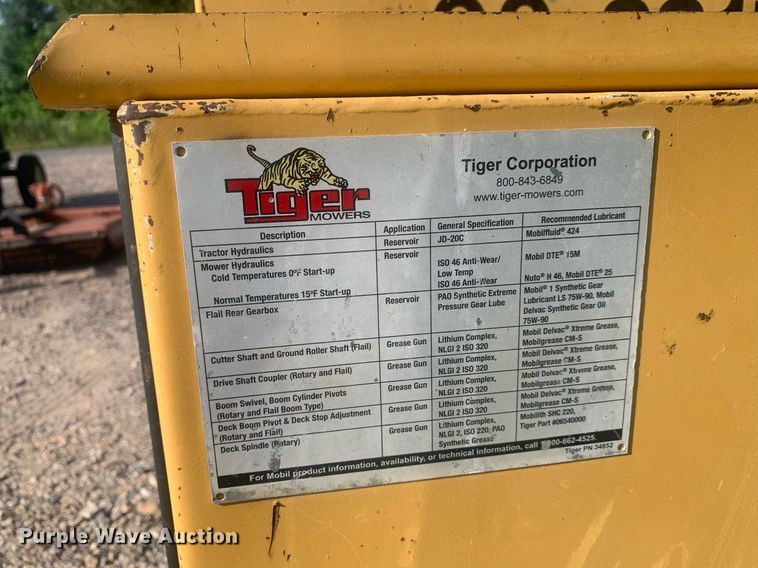 Tiger
MOWERS
Tiger Corporation
800-843-6849
www.tiger-mowers.com
Description Application General Specification Recommended Lubricant
Tractor Hydraulics Reservoir JD-20C Mobilfluid® 424
Mower Hydraulics Reservoir
Cold Temperatures 0°F Start-up ISO 46 Anti-Wear/ Mobil DTE® 15M
Low Temp
Normal Temperatures 15°F Start-up ISO 46 Anti-Wear Nuto® H 46, Mobil DTE® 25
Flail Rear Gearbox Reservoir PAO Synthetic Extreme Mobil® 1 Synthetic Gear
Pressure Gear Lube Lubricant LS 75W-90, Mobil
Delvac Synthetic Gear Oil
75W-90
Cutter Shaft and Ground Roller Shaft (Flail) Grease Gun Lithium Complex, Mobil Delvac® Xtreme Grease,
NLGI 2 ISO 320 Mobilgrease CM-S
Drive Shaft Coupler (Rotary and Flail) Grease Gun Lithium Complex, Mobil Delvac® Xtreme Grease,
NLGI 2 ISO 320 Mobilgrease CM-S
Boom Swivel, Boom Cylinder Pivots Grease Gun Lithium Complex, Mobil Delvac® Xtreme Grease,
(Rotary and Flail Boom Type) NLGI 2 ISO 320 Mobilgrease CM-S
Deck Boom Pivot & Deck Stop Adjustment Grease Gun Lithium Complex, Mobil Delvac® Xtreme Grease,
(Rotary and Flail) NLGI 2 ISO 320 Mobilgrease CM-S
Deck Spindle (Rotary) Grease Gun Lithium Complex, Mobilith SHC 220,
NLGI 2, ISO 220, PAO Tiger Part #06540000
Synthetic Grease
For Mobil product information, availability, or technical information, call 1-800-662-4525.
Tiger PN 34852
Purple Wave Auction